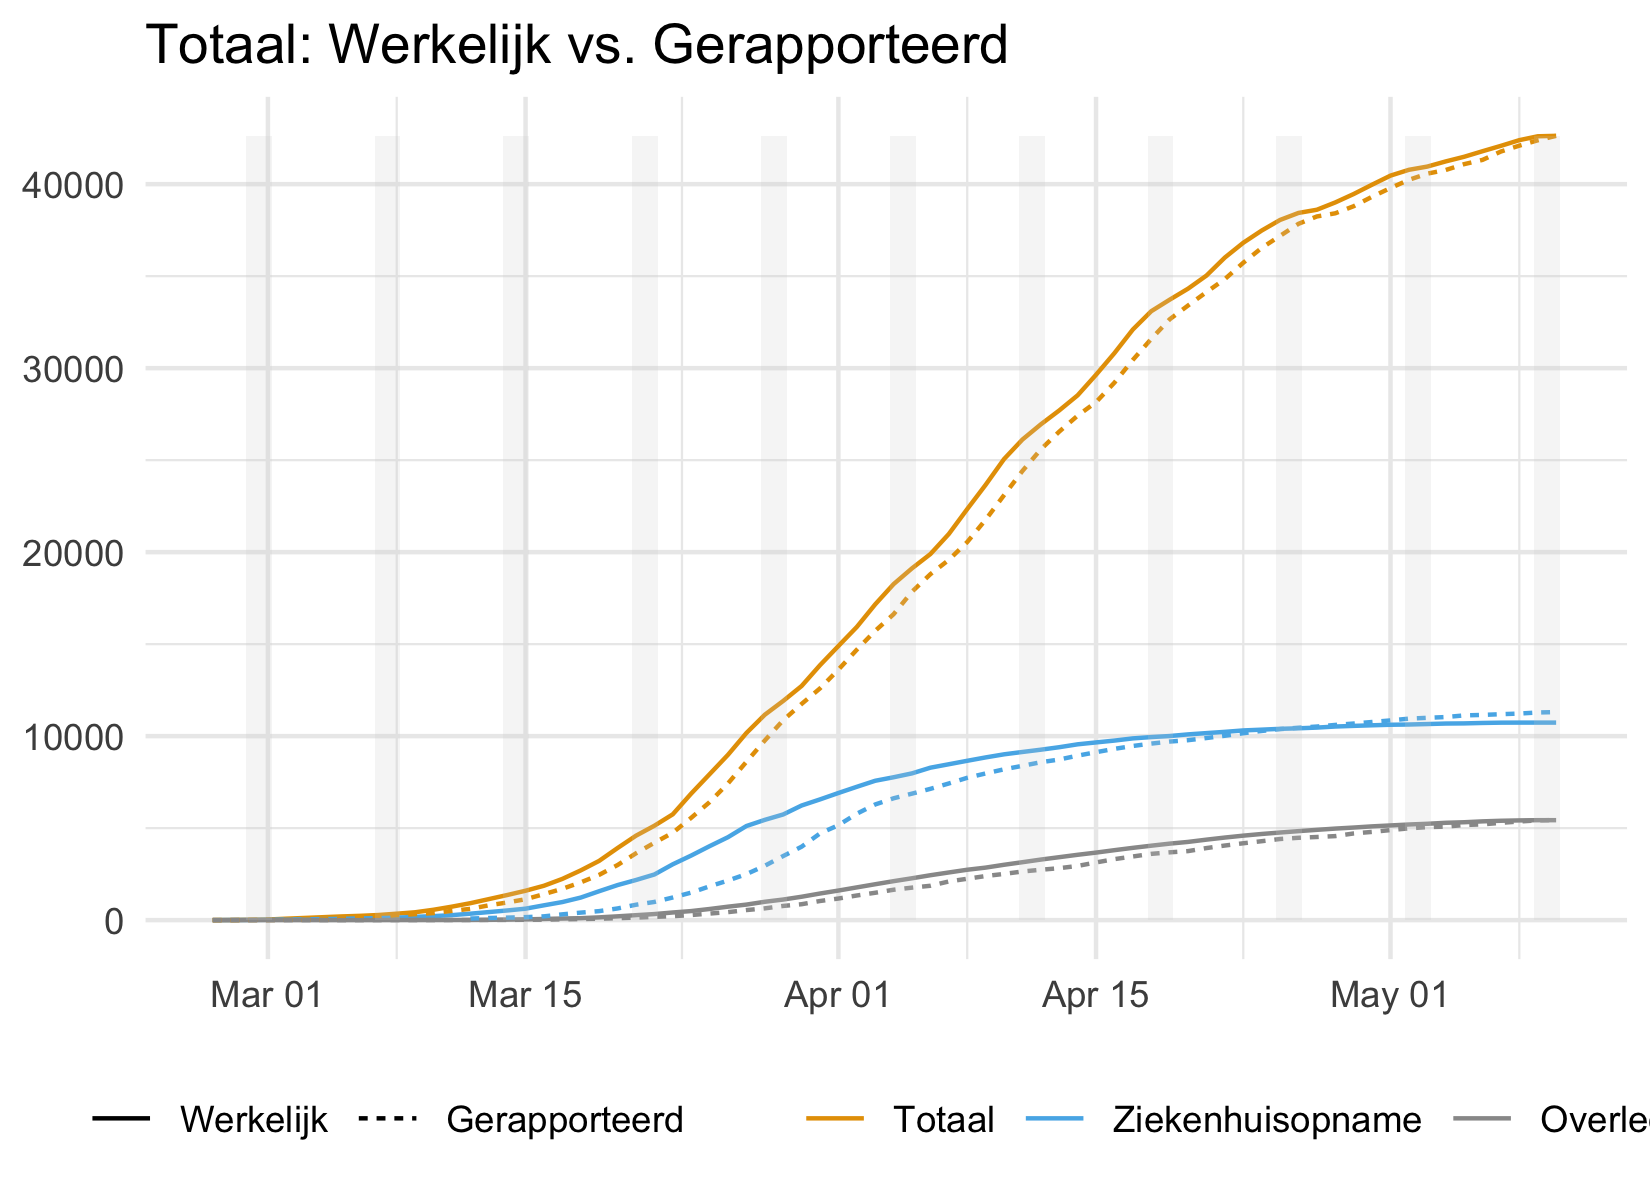 Totaal: Werkelijk vs. Gerapporteerd
40000
30000
20000
10000
0
Mar 01 Mar 15 Apr 01 Apr 15 May 01
Werkelijk Gerapporteerd Totaal Ziekenhuisopname